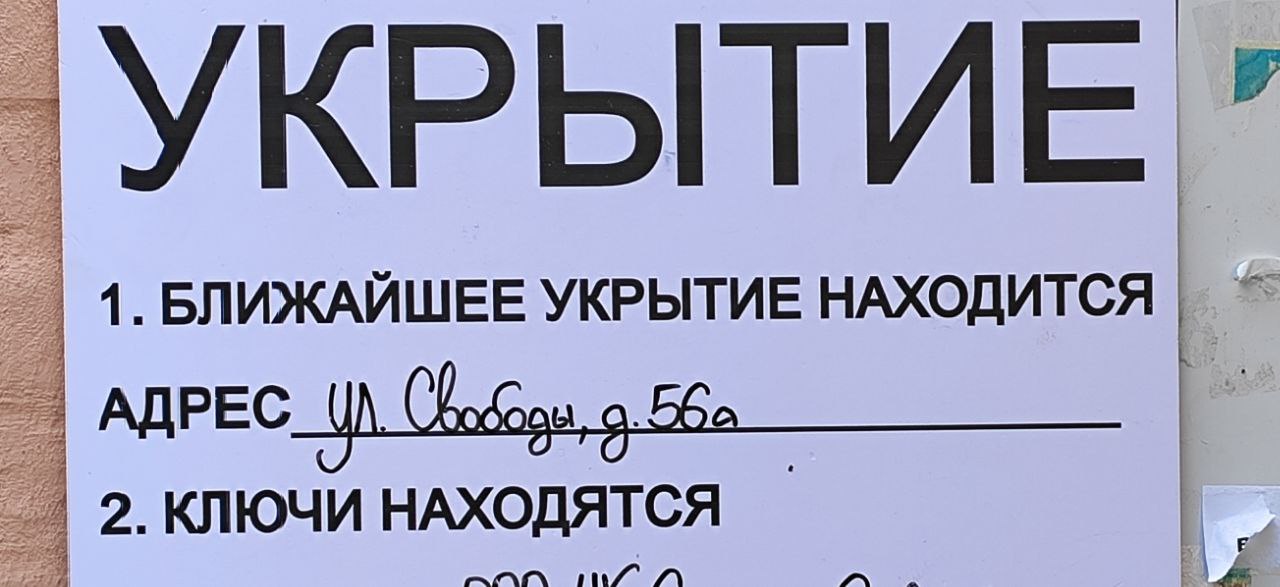 УКРЫТИЕ
1. БЛИЖАЙШЕЕ УКРЫТИЕ НАХОДИТСЯ
АДРЕС ул. Свободы, д. 56а
2. КЛЮЧИ НАХОДЯТСЯ